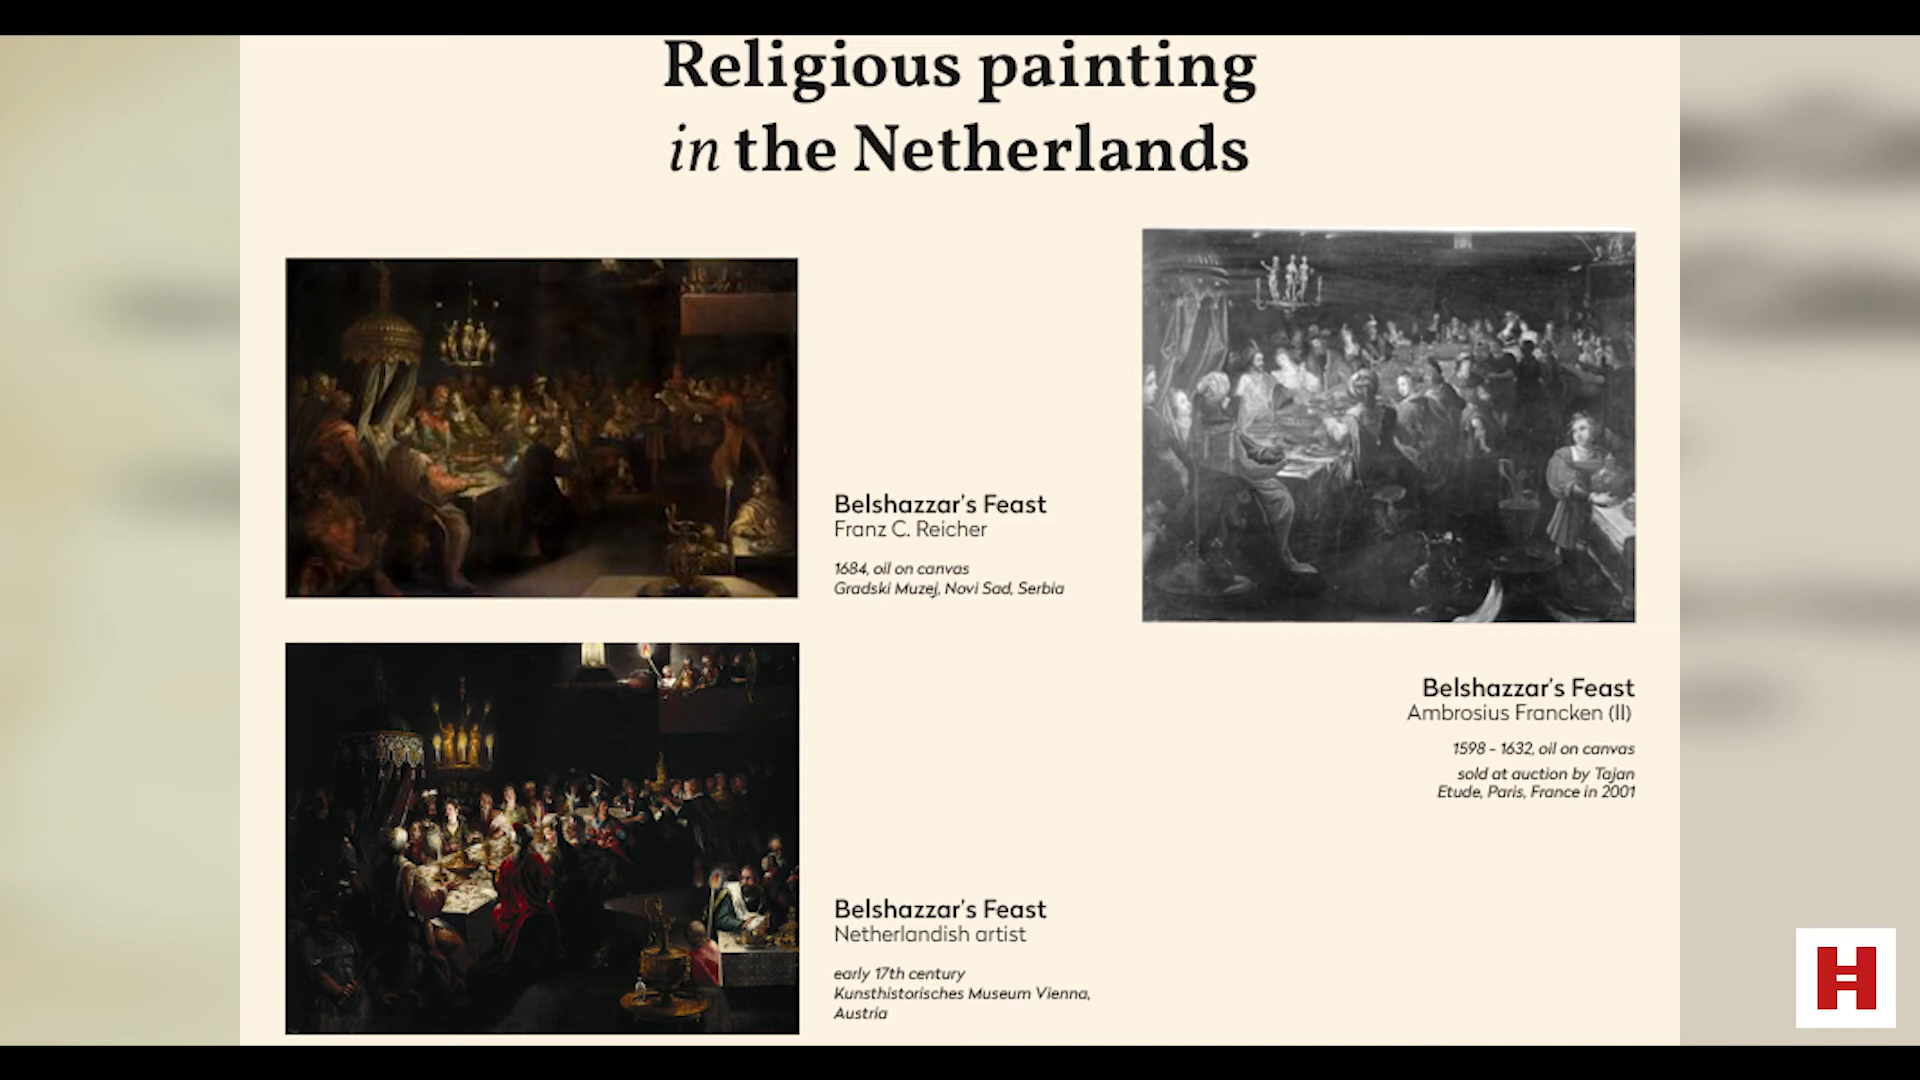 Religious painting
in the Netherlands
Belshazzar's Feast
Franz C. Reicher
1684, oil on canvas
Gradski Muzej, Novi Sad, Serbia
Belshazzar's Feast
Ambrosius Francken (II)
1598 - 1632, oil on canvas
sold at auction by Tajan
Etude, Paris, France in 2001
Belshazzar's Feast
Netherlandish artist
early 17th century
Kunsthistorisches Museum Vienna,
Austria
H